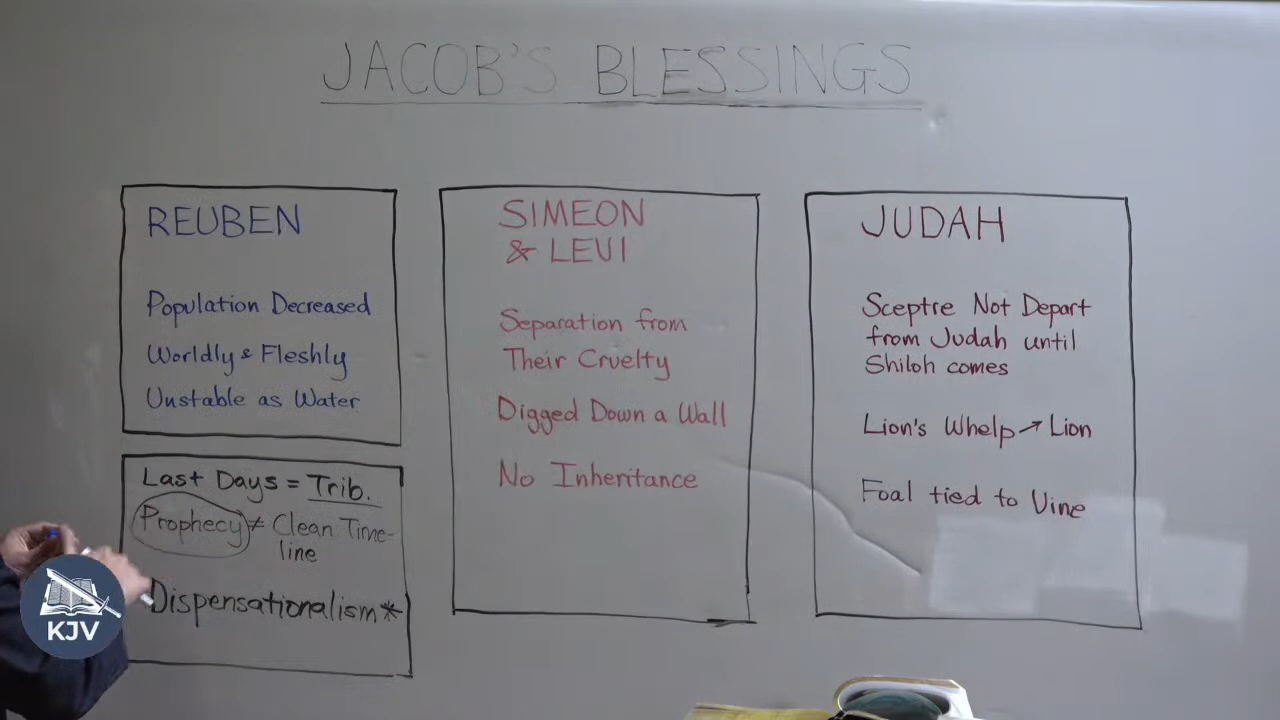 JACOB'S BLESSINGS
REUBEN
Population Decreased
Worldly & Fleshly
Unstable as Water
Last Days = Trib.
Prophecy ≠ Clean Time-
line
Dispensationalism*
SIMEON
& LEVI
Separation from
Their Cruelty
Digged Down a Wall
No Inheritance
JUDAH
Sceptre Not Depart
from Judah until
Shiloh comes
Lion's Whelp → Lion
Foal tied to Vine
KJV